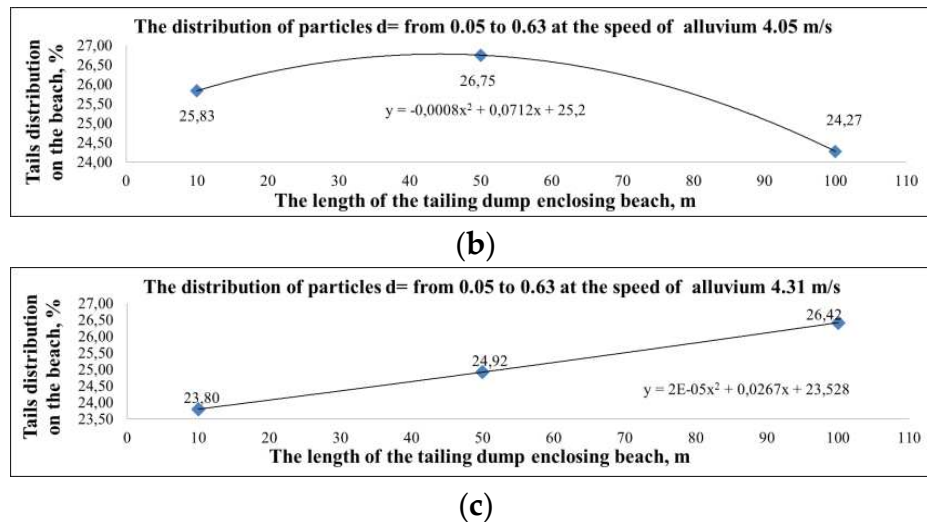 The distribution of particles d= from 0.05 to 0.63 at the speed of alluvium 4.05 m/s
Tails distribution
on the beach, %
27,00
26,50
26,00
25,50
25,00
24,50
24,00
25,83
26,75
24,27
y = -0,0008x² + 0,0712x + 25,2
0 10 20 30 40 50 60 70 80 90 100 110
The length of the tailing dump enclosing beach, m
(b)
The distribution of particles d= from 0.05 to 0.63 at the speed of alluvium 4.31 m/s
Tails distribution
on the beach, %
27,00
26,50
26,00
25,50
25,00
24,50
24,00
23,50
23,80
24,92
26,42
y = 2E-05x² + 0,0267x + 23,528
0 10 20 30 40 50 60 70 80 90 100 110
The length of the tailing dump enclosing beach, m
(c)